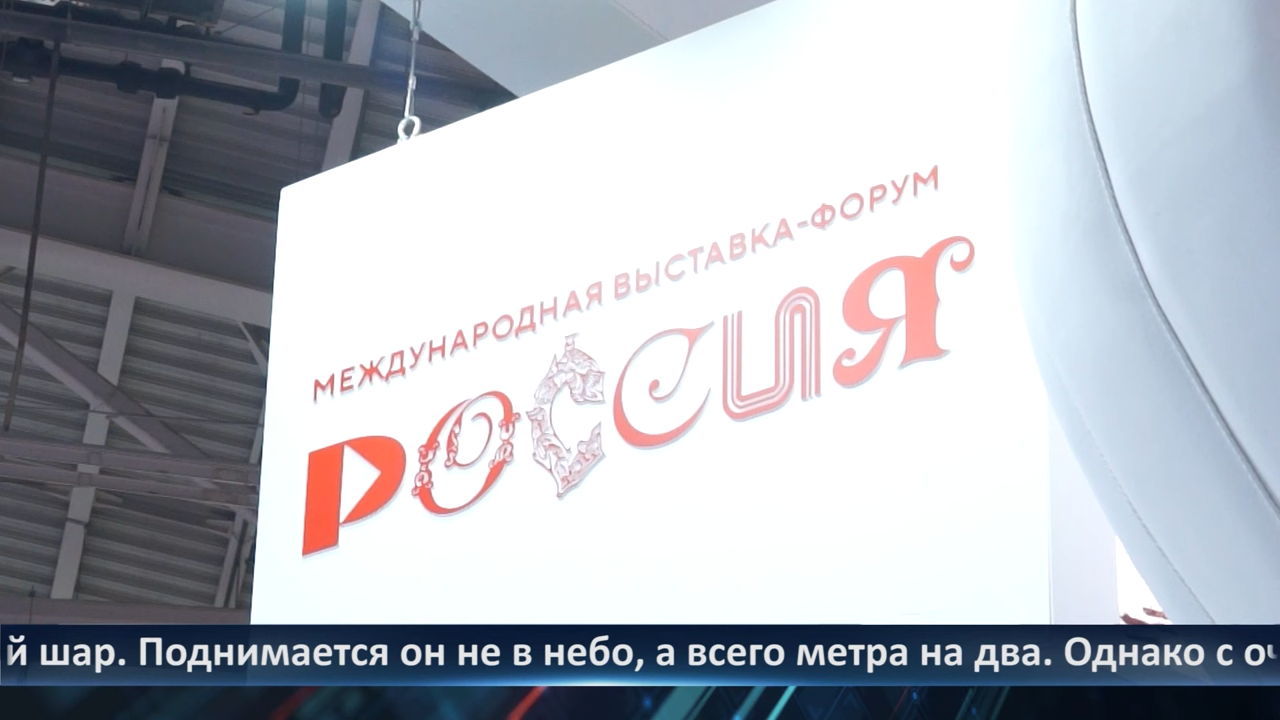 МЕЖДУНАРОДНАЯ ВЫСТАВКА-ФОРУМ
РОССИЯ
й шар. Поднимается он не в небо, а всего метра на два. Однако с оч